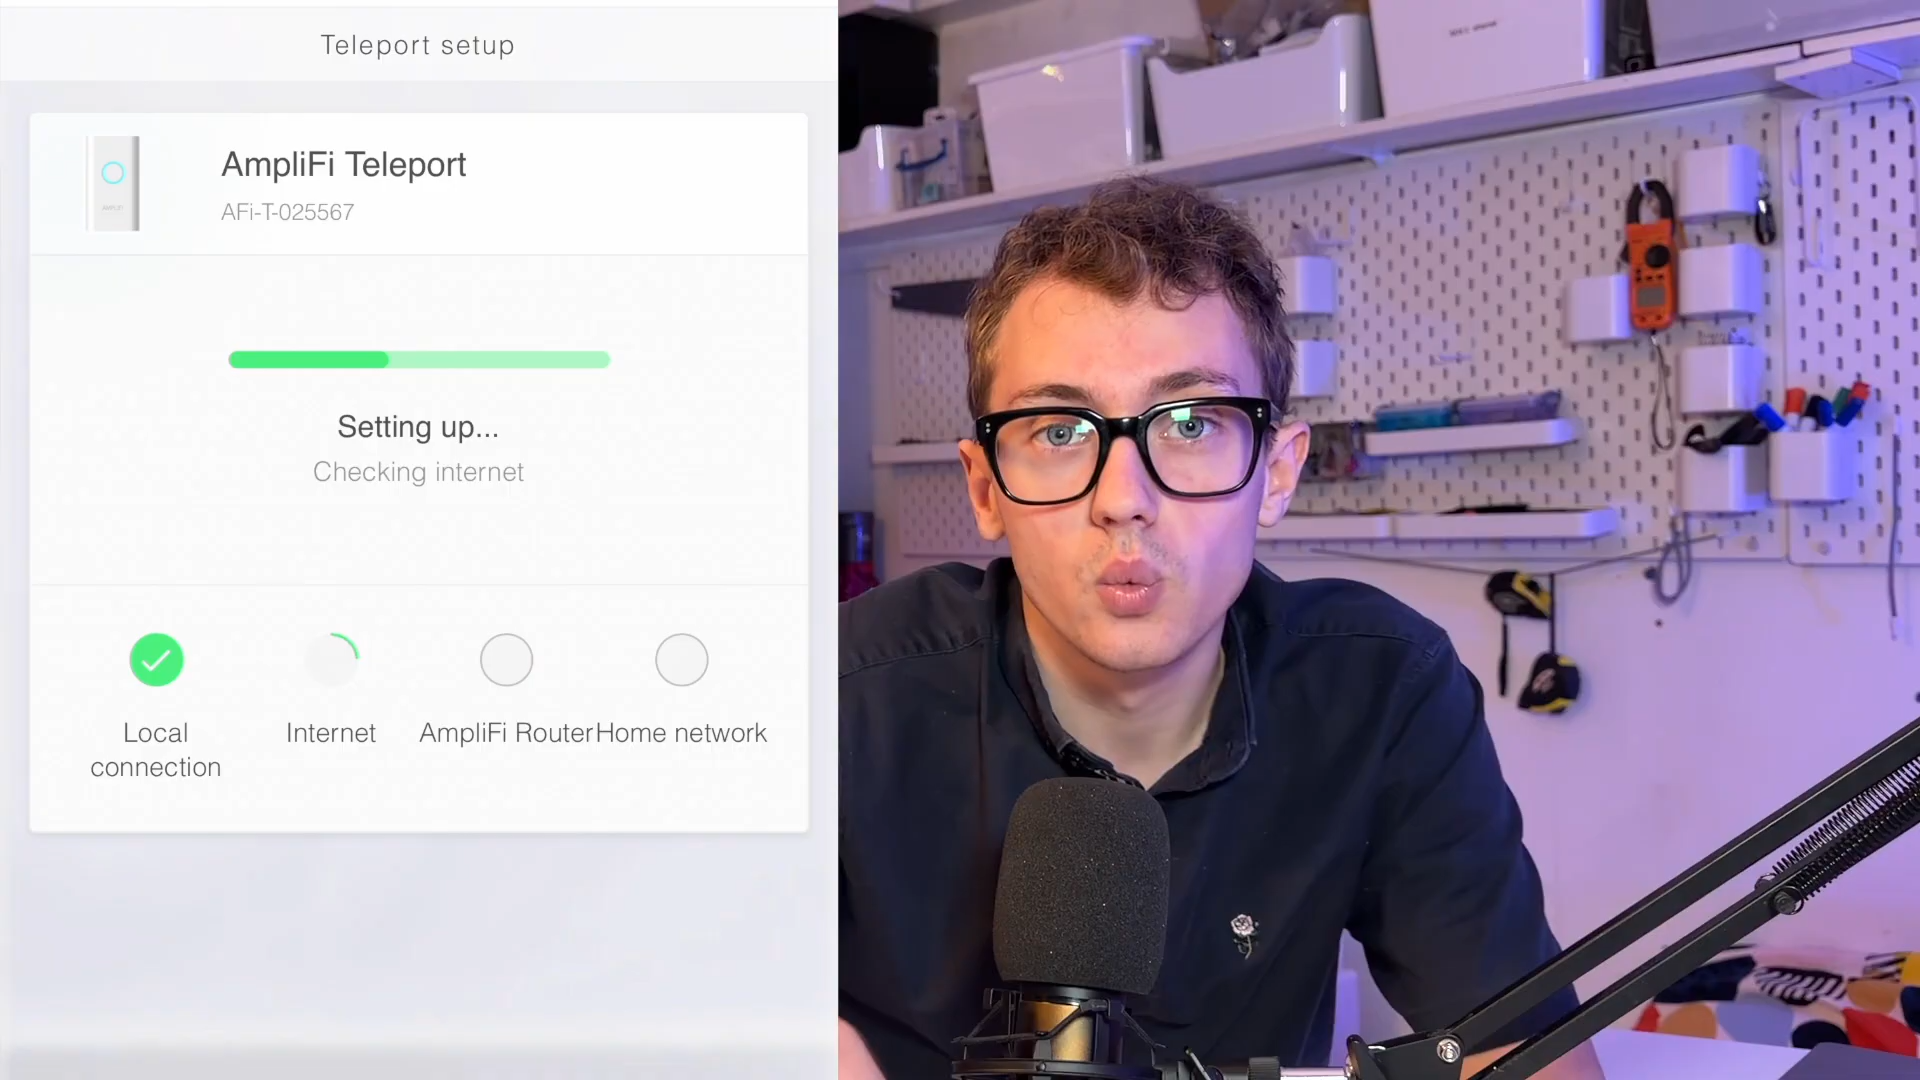 Teleport setup
AmpliFi Teleport
AFi-T-025567
Setting up...
Checking internet
Local
connection
Internet
AmpliFi Router
Home network